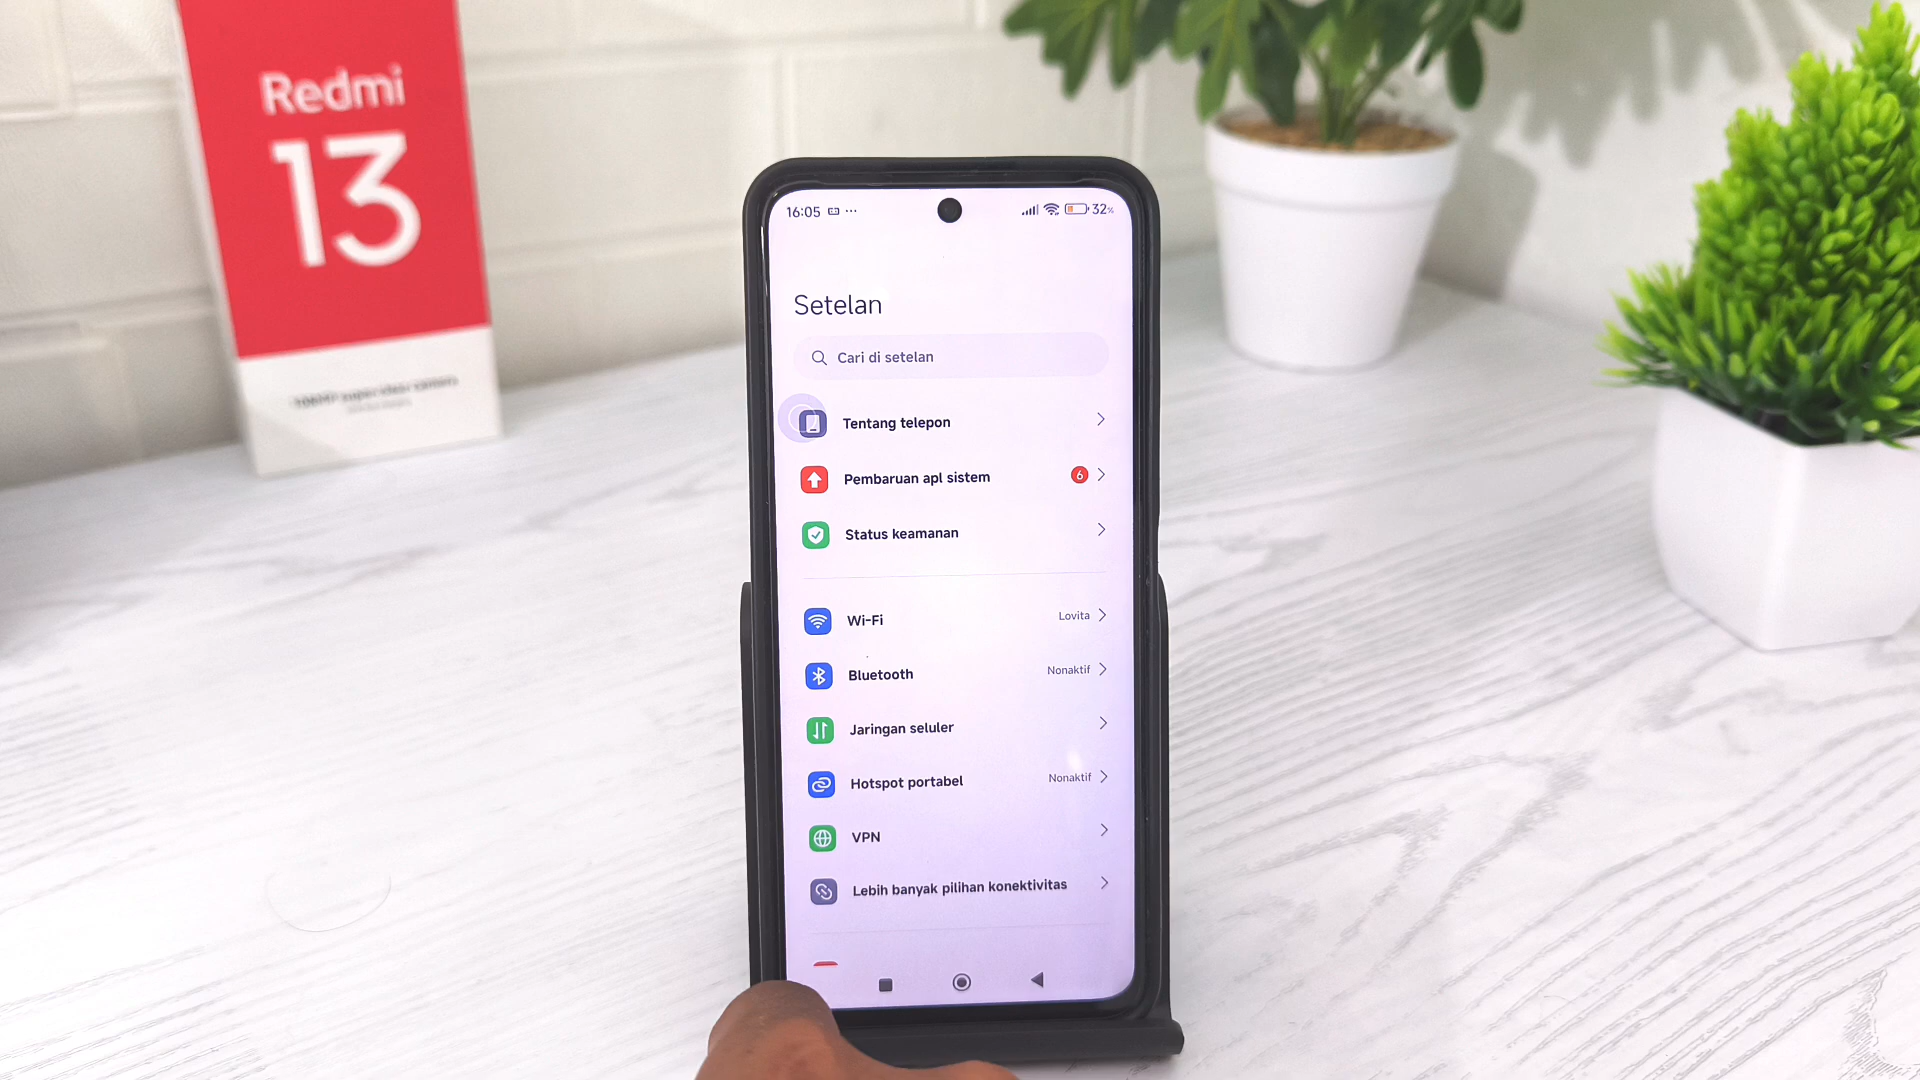 Redmi
13
16:05
32%
Setelan
Cari di setelan
Tentang telepon
Pembaruan apl sistem
6
Status keamanan
Wi-Fi
Lovita
Bluetooth
Nonaktif
Jaringan seluler
Hotspot portabel
Nonaktif
VPN
Lebih banyak pilihan konektivitas